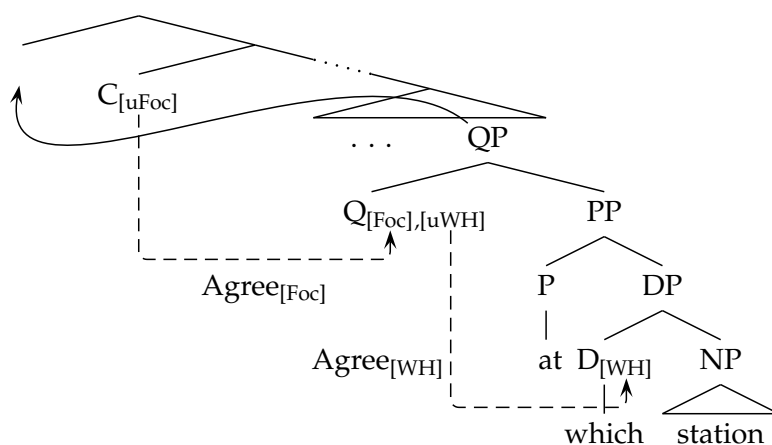 C[uFoc]
. . . QP
Q[Foc],[uWH] PP
Agree[Foc] P DP
Agree[WH] at D[WH] NP
which station